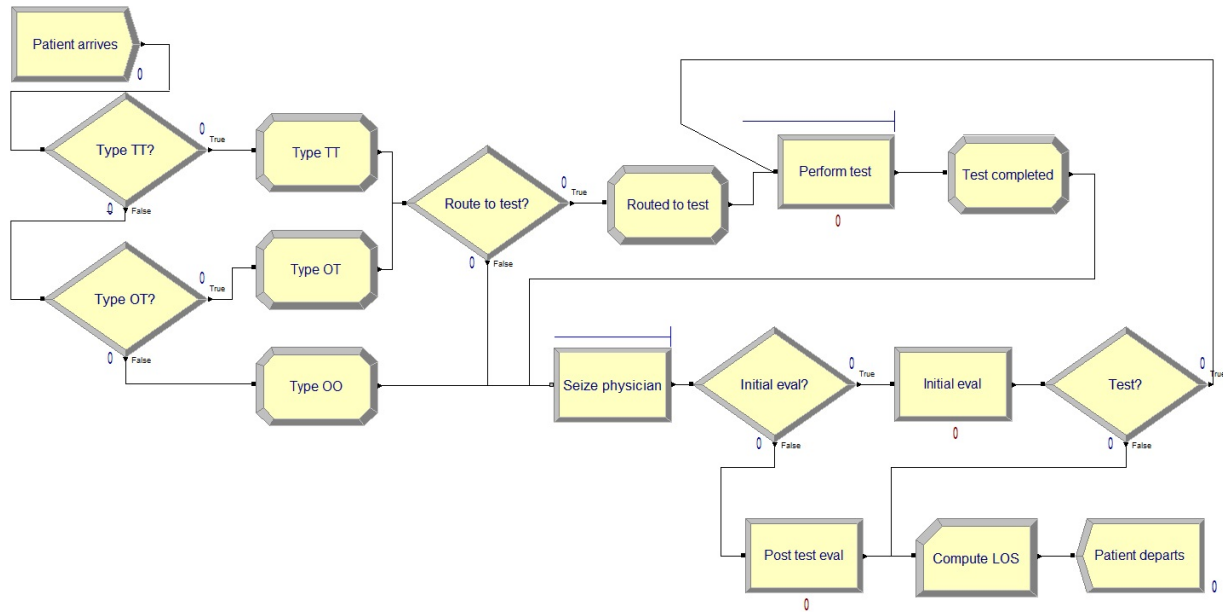 Patient arrives
0
Type TT?
0
True
0
False
Type TT
Type OT?
0
True
0
False
Type OT
Type OO
Route to test?
0
True
0
False
Routed to test
Perform test
0
Test completed
Seize physician
Initial eval?
0
True
0
False
Initial eval
0
Test?
0
True
0
False
Post test eval
0
Compute LOS
Patient departs
0